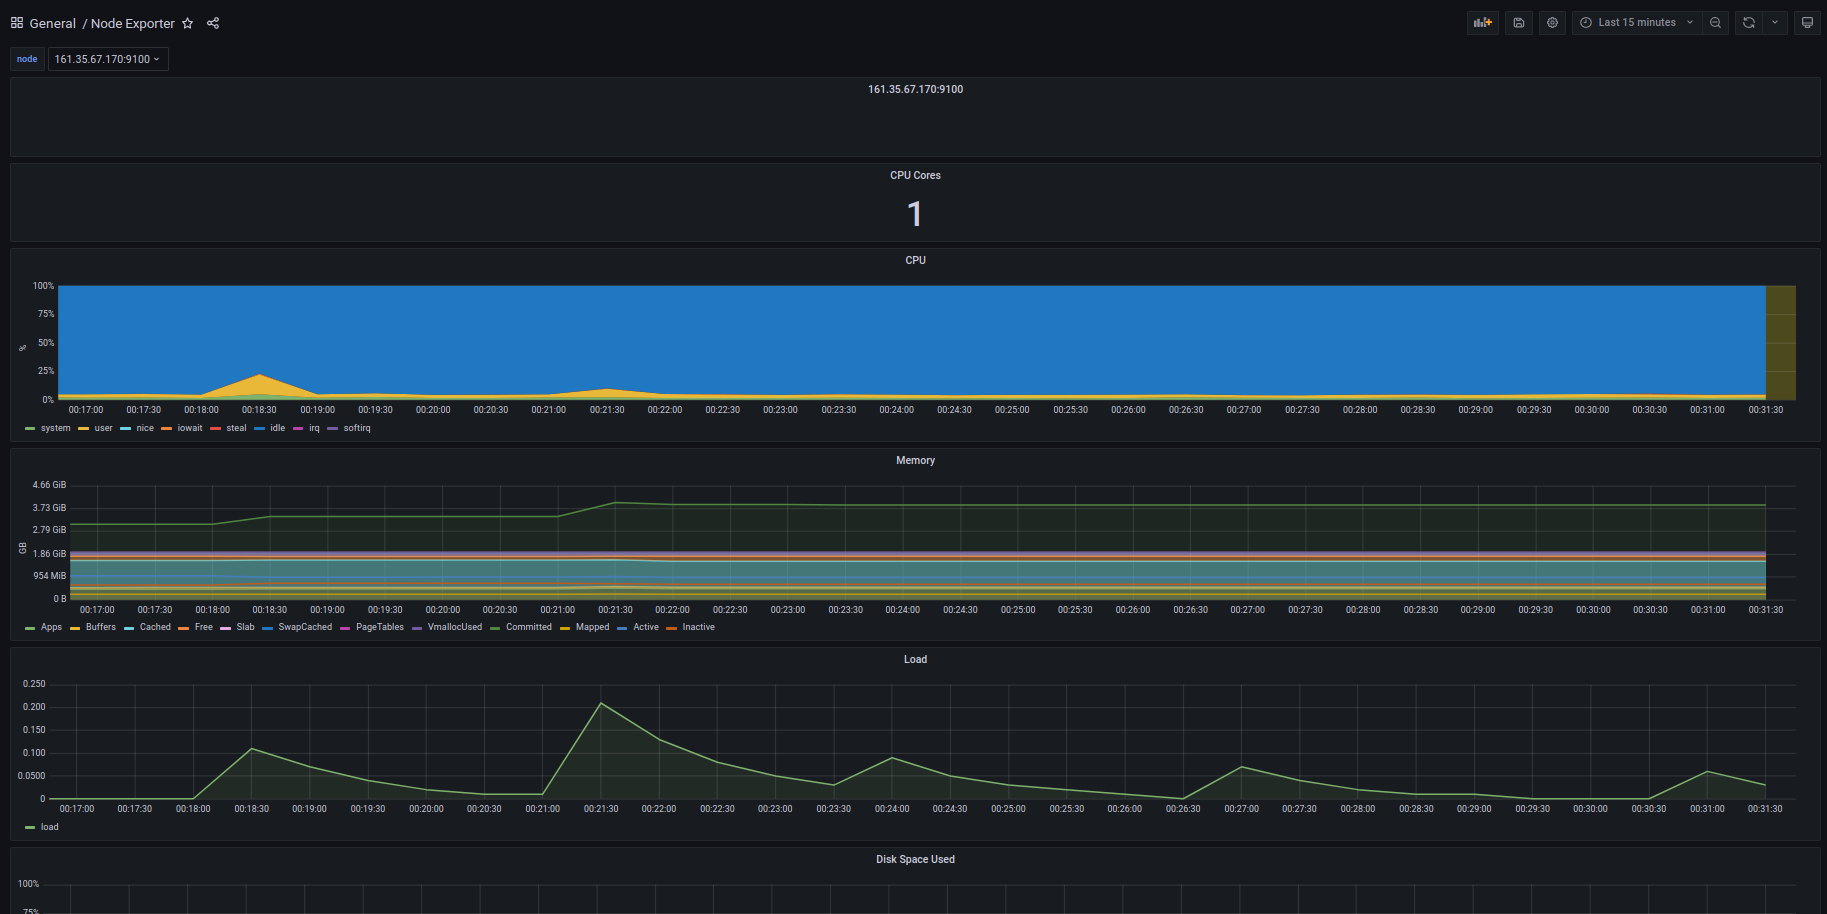 General / Node Exporter
Last 15 minutes
node 161.35.67.170:9100
161.35.67.170:9100
CPU Cores
1
CPU
100%
75%
50%
25%
0%
%
00:17:00 00:17:30 00:18:00 00:18:30 00:19:00 00:19:30 00:20:00 00:20:30 00:21:00 00:21:30 00:22:00 00:22:30 00:23:00 00:23:30 00:24:00 00:24:30 00:25:00 00:25:30 00:26:00 00:26:30 00:27:00 00:27:30 00:28:00 00:28:30 00:29:00 00:29:30 00:30:00 00:30:30 00:31:00 00:31:30
system user nice iowait steal idle irq softirq
Memory
4.66 GiB
3.73 GiB
2.79 GiB
1.86 GiB
954 MiB
0 B
GB
00:17:00 00:17:30 00:18:00 00:18:30 00:19:00 00:19:30 00:20:00 00:20:30 00:21:00 00:21:30 00:22:00 00:22:30 00:23:00 00:23:30 00:24:00 00:24:30 00:25:00 00:25:30 00:26:00 00:26:30 00:27:00 00:27:30 00:28:00 00:28:30 00:29:00 00:29:30 00:30:00 00:30:30 00:31:00 00:31:30
Apps Buffers Cached Free Slab SwapCached PageTables VmallocUsed Committed Mapped Active Inactive
Load
0.250
0.200
0.150
0.100
0.0500
0
00:17:00 00:17:30 00:18:00 00:18:30 00:19:00 00:19:30 00:20:00 00:20:30 00:21:00 00:21:30 00:22:00 00:22:30 00:23:00 00:23:30 00:24:00 00:24:30 00:25:00 00:25:30 00:26:00 00:26:30 00:27:00 00:27:30 00:28:00 00:28:30 00:29:00 00:29:30 00:30:00 00:30:30 00:31:00 00:31:30
load
Disk Space Used
100%
75%